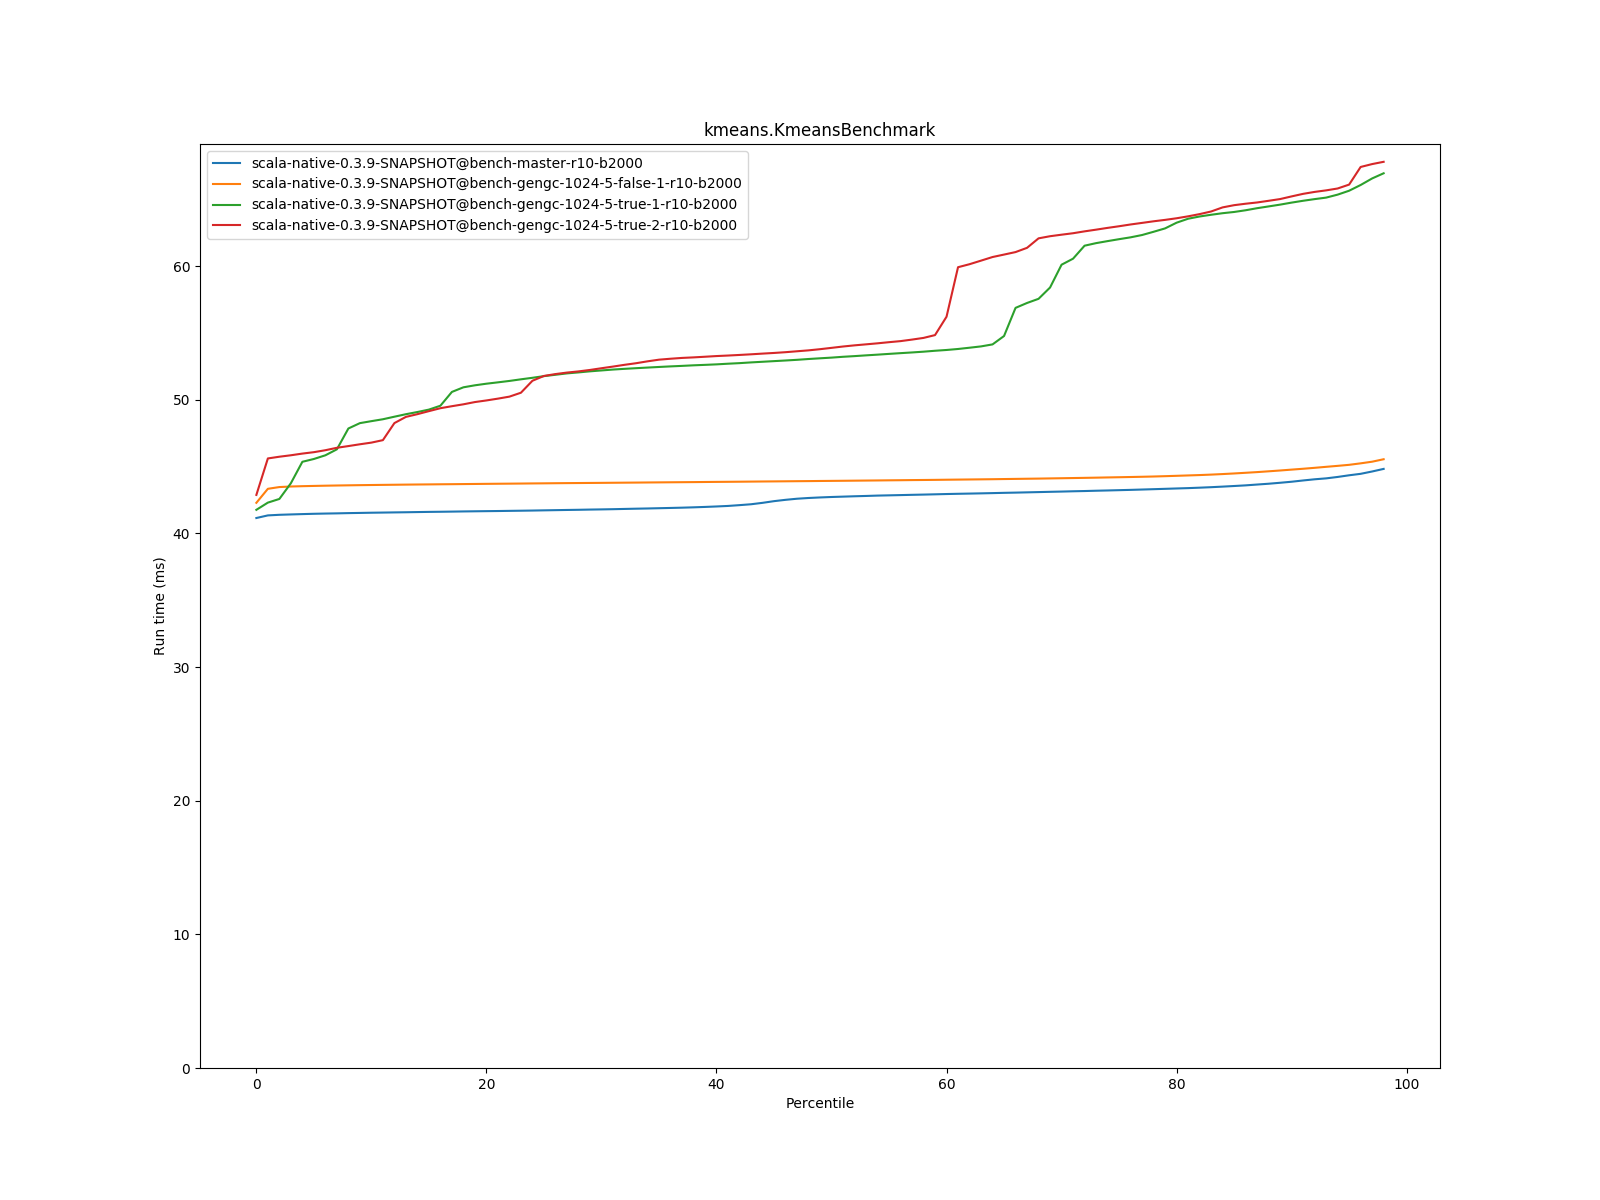 kmeans.KmeansBenchmark
scala-native-0.3.9-SNAPSHOT@bench-master-r10-b2000
scala-native-0.3.9-SNAPSHOT@bench-gengc-1024-5-false-1-r10-b2000
scala-native-0.3.9-SNAPSHOT@bench-gengc-1024-5-true-1-r10-b2000
scala-native-0.3.9-SNAPSHOT@bench-gengc-1024-5-true-2-r10-b2000
60
50
40
30
20
10
0
Run time (ms)
0 20 40 60 80 100
Percentile